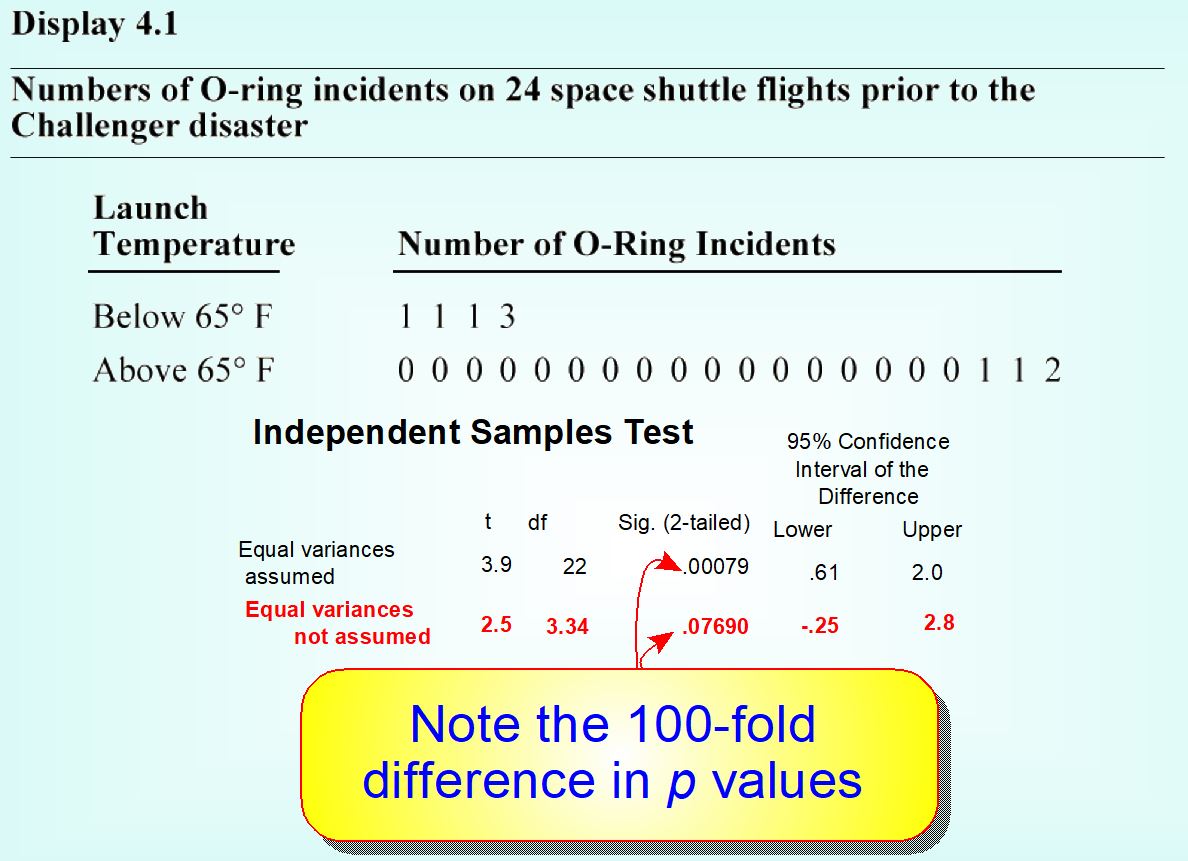 Display 4.1
Numbers of O-ring incidents on 24 space shuttle flights prior to the
Challenger disaster
Launch
Temperature Number of O-Ring Incidents
Below 65° F 1 1 1 3
Above 65° F 0 0 0 0 0 0 0 0 0 0 0 0 0 0 0 0 0 1 1 2
Independent Samples Test
95% Confidence
Interval of the
Difference
t df Sig. (2-tailed) Lower Upper
Equal variances
assumed 3.9 22 .00079 .61 2.0
Equal variances
not assumed 2.5 3.34 .07690 -.25 2.8
Note the 100-fold
difference in p values